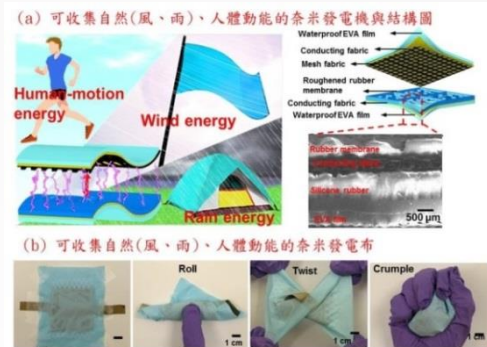 (a) 可收集自然(風、雨)、人體動能的奈米發電機與結構圖
Human-motion
energy
Wind energy
Rain energy
Waterproof EVA film
Conducting fabric
Mesh fabric
Roughened rubber
membrane
Conducting fabric
Waterproof EVA film
Rubber membrane
Silicone rubber
500 μm
(b) 可收集自然(風、雨)、人體動能的奈米發電布
Roll
Twist
Crumple
1 cm
1 cm
1 cm